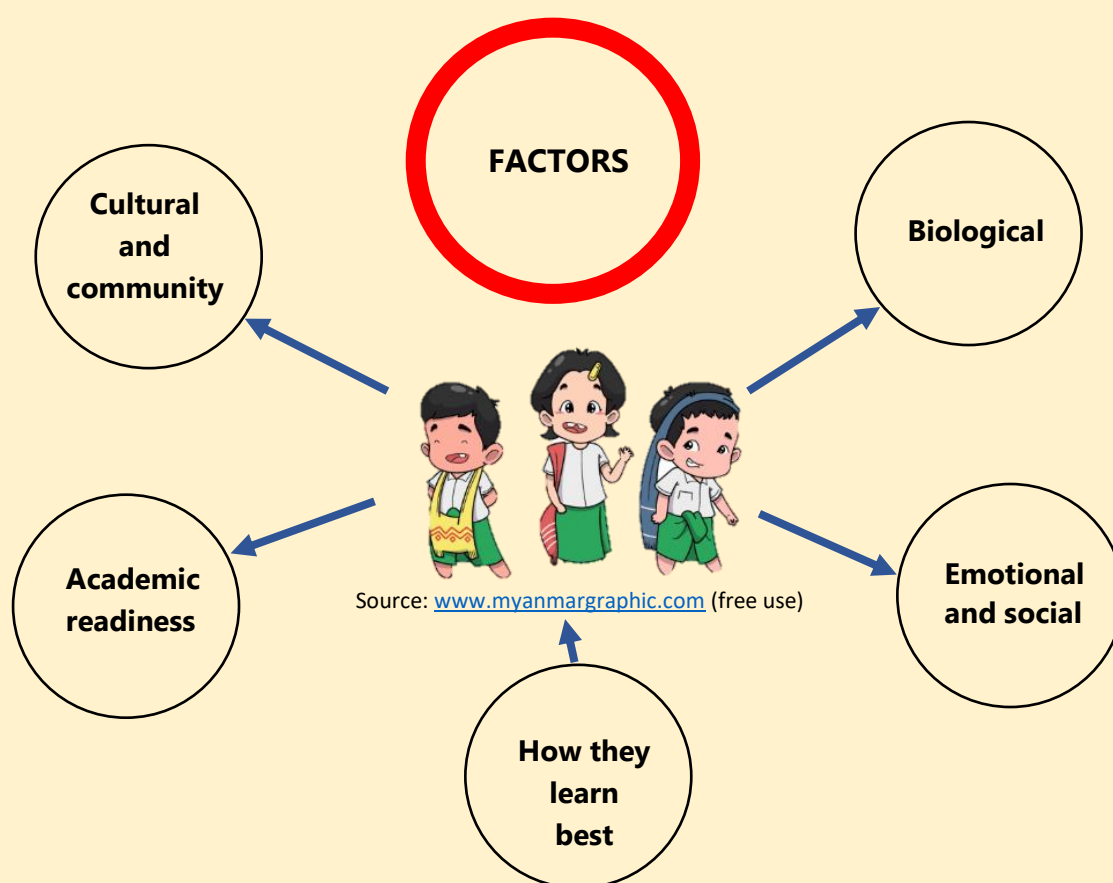 FACTORS
Cultural
and
community
Biological
Academic
readiness
Emotional
and social
Source: www.myanmargraphic.com (free use)
How they
learn
best